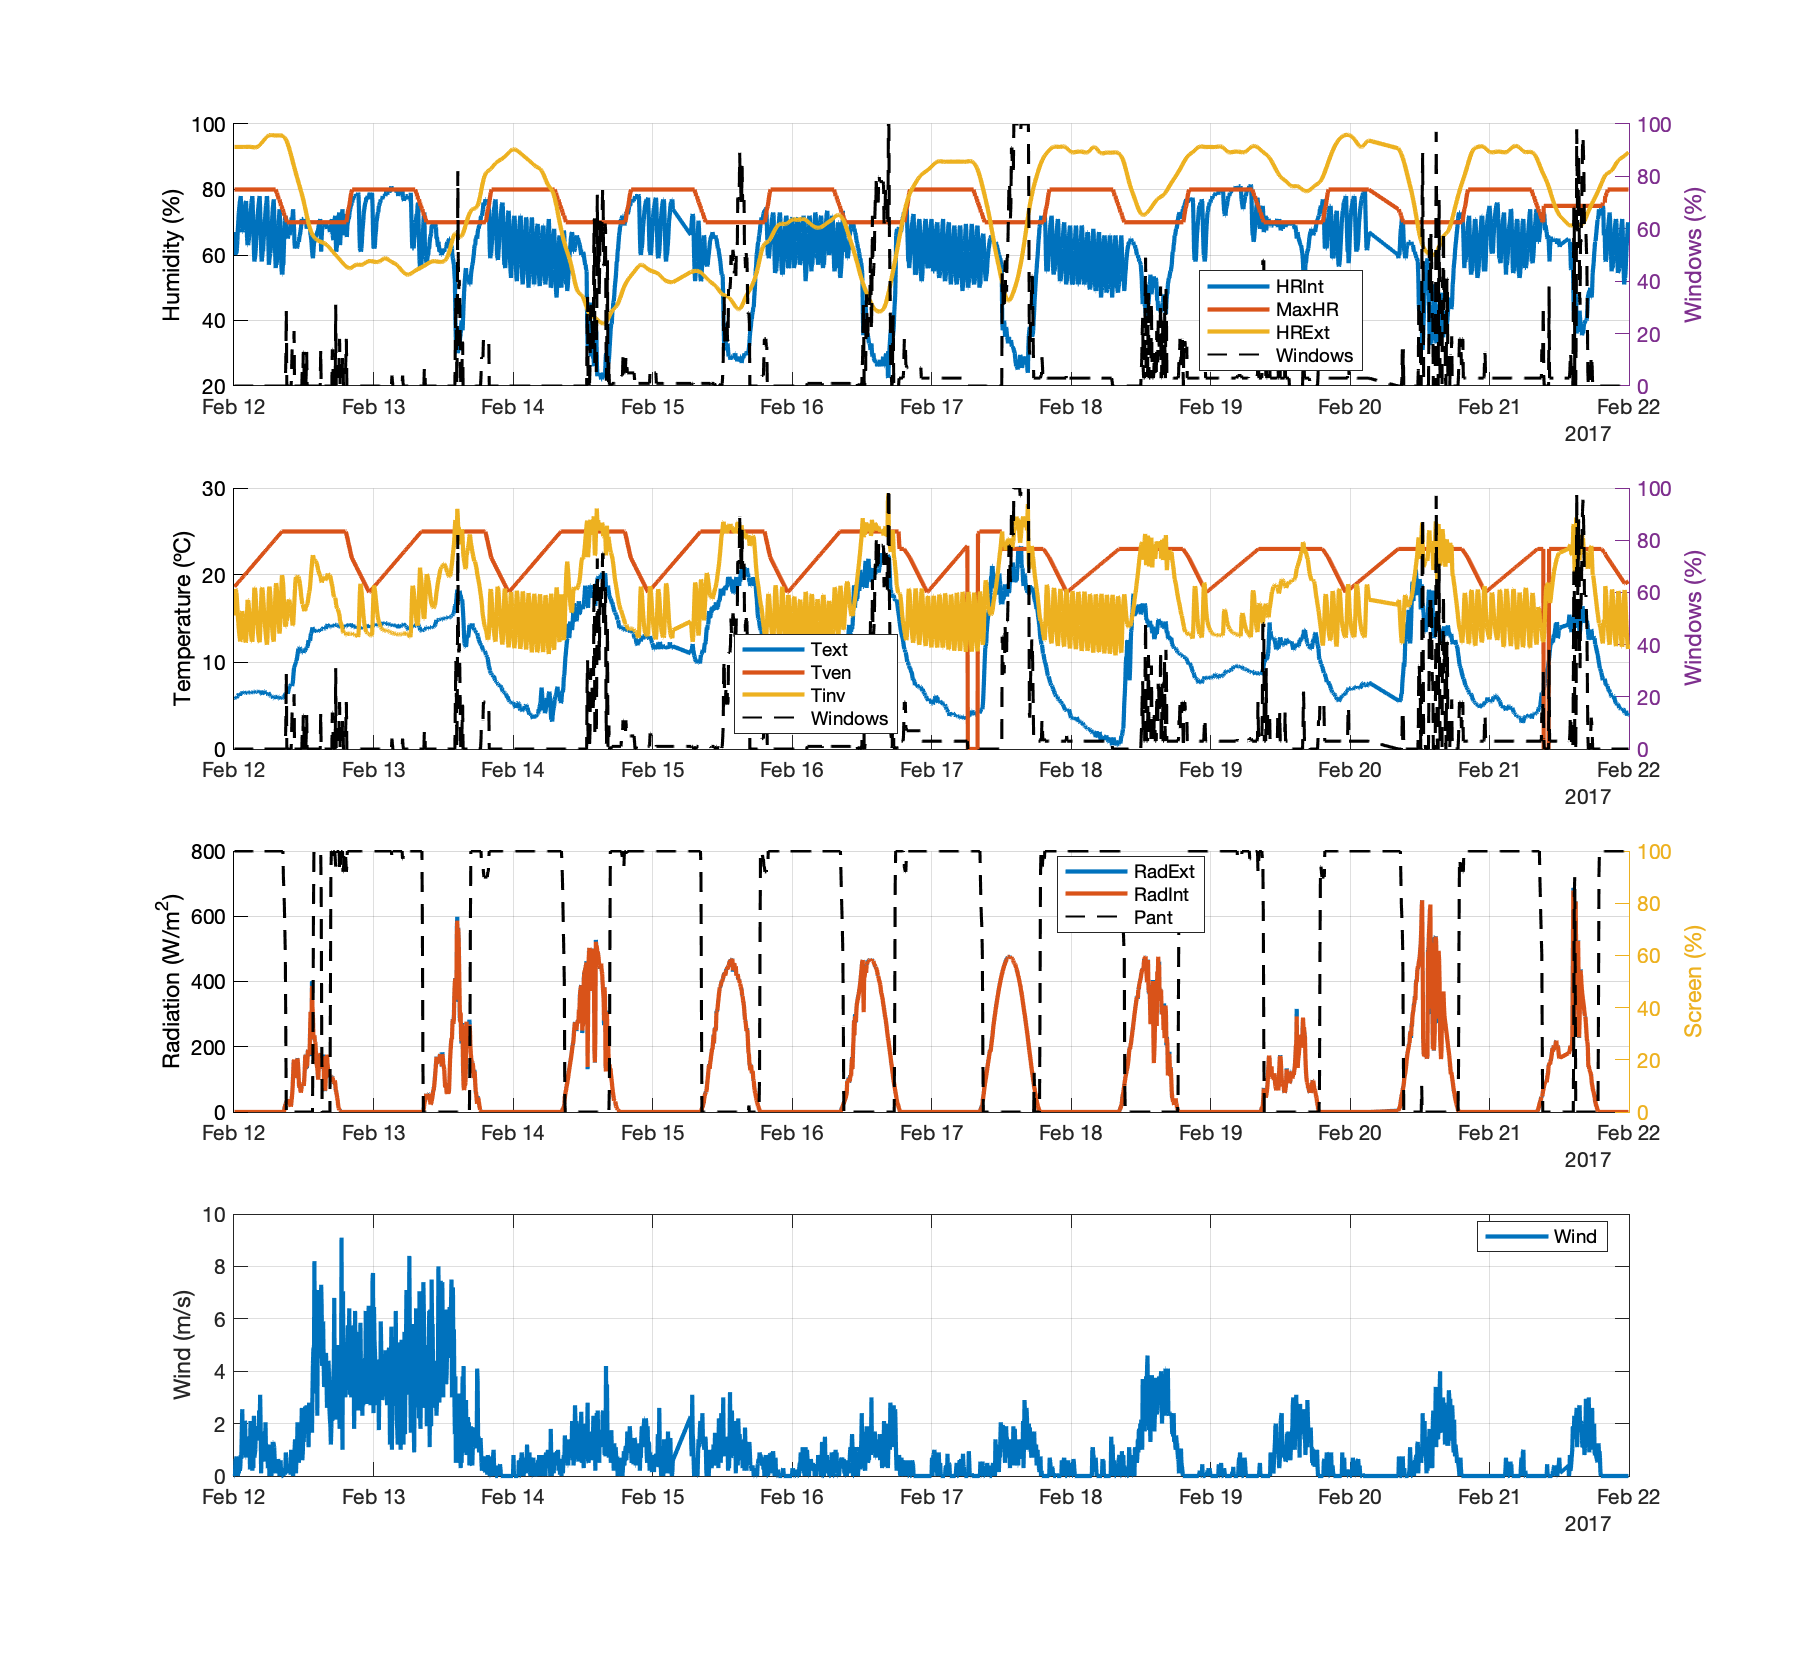 100
80
60
40
20
Humidity (%)
100
80
60
40
20
0
Windows (%)
HRInt
MaxHR
HRExt
Windows
Feb 12 Feb 13 Feb 14 Feb 15 Feb 16 Feb 17 Feb 18 Feb 19 Feb 20 Feb 21 Feb 22
2017
30
20
10
0
Temperature (ºC)
100
80
60
40
20
0
Windows (%)
Text
Tven
Tinv
Windows
Feb 12 Feb 13 Feb 14 Feb 15 Feb 16 Feb 17 Feb 18 Feb 19 Feb 20 Feb 21 Feb 22
2017
800
600
400
200
0
Radiation (W/m²)
100
80
60
40
20
0
Screen (%)
RadExt
RadInt
Pant
Feb 12 Feb 13 Feb 14 Feb 15 Feb 16 Feb 17 Feb 18 Feb 19 Feb 20 Feb 21 Feb 22
2017
10
8
6
4
2
0
Wind (m/s)
Wind
Feb 12 Feb 13 Feb 14 Feb 15 Feb 16 Feb 17 Feb 18 Feb 19 Feb 20 Feb 21 Feb 22
2017